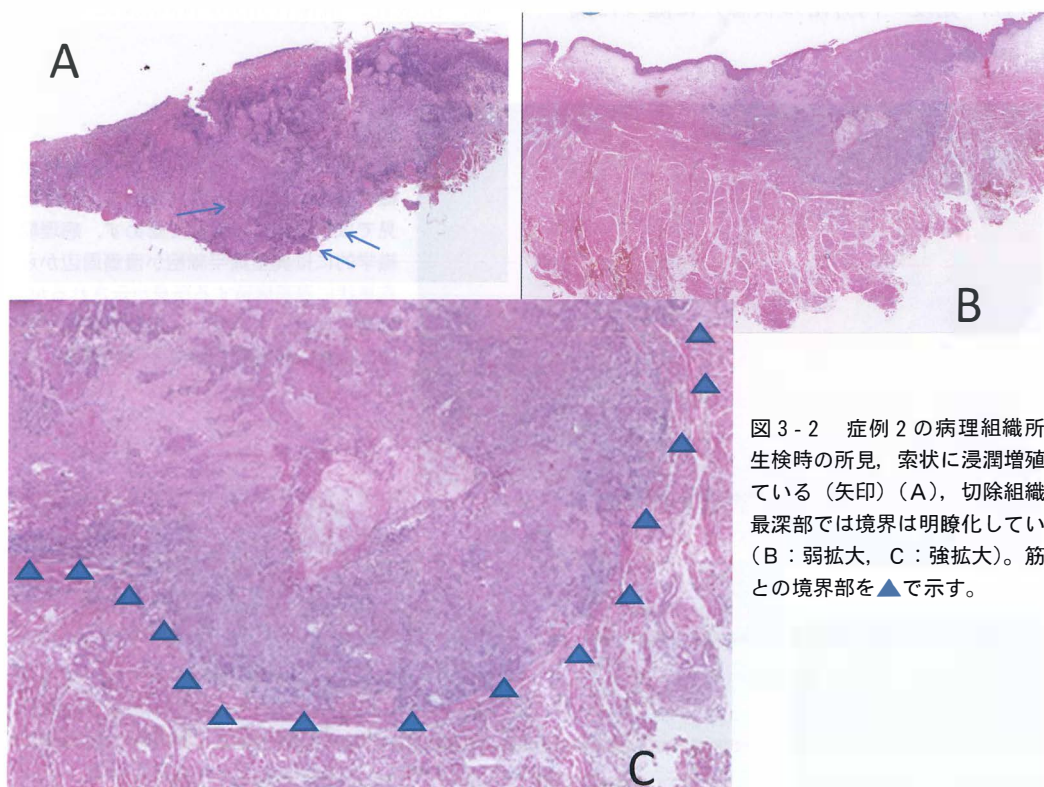 A
B
図3-2 症例2の病理組織所
生検時の所見，索状に浸潤増殖
ている（矢印）（A），切除組織
最深部では境界は明瞭化してい
（B：弱拡大，C：強拡大）。筋
との境界部を▲で示す。
C